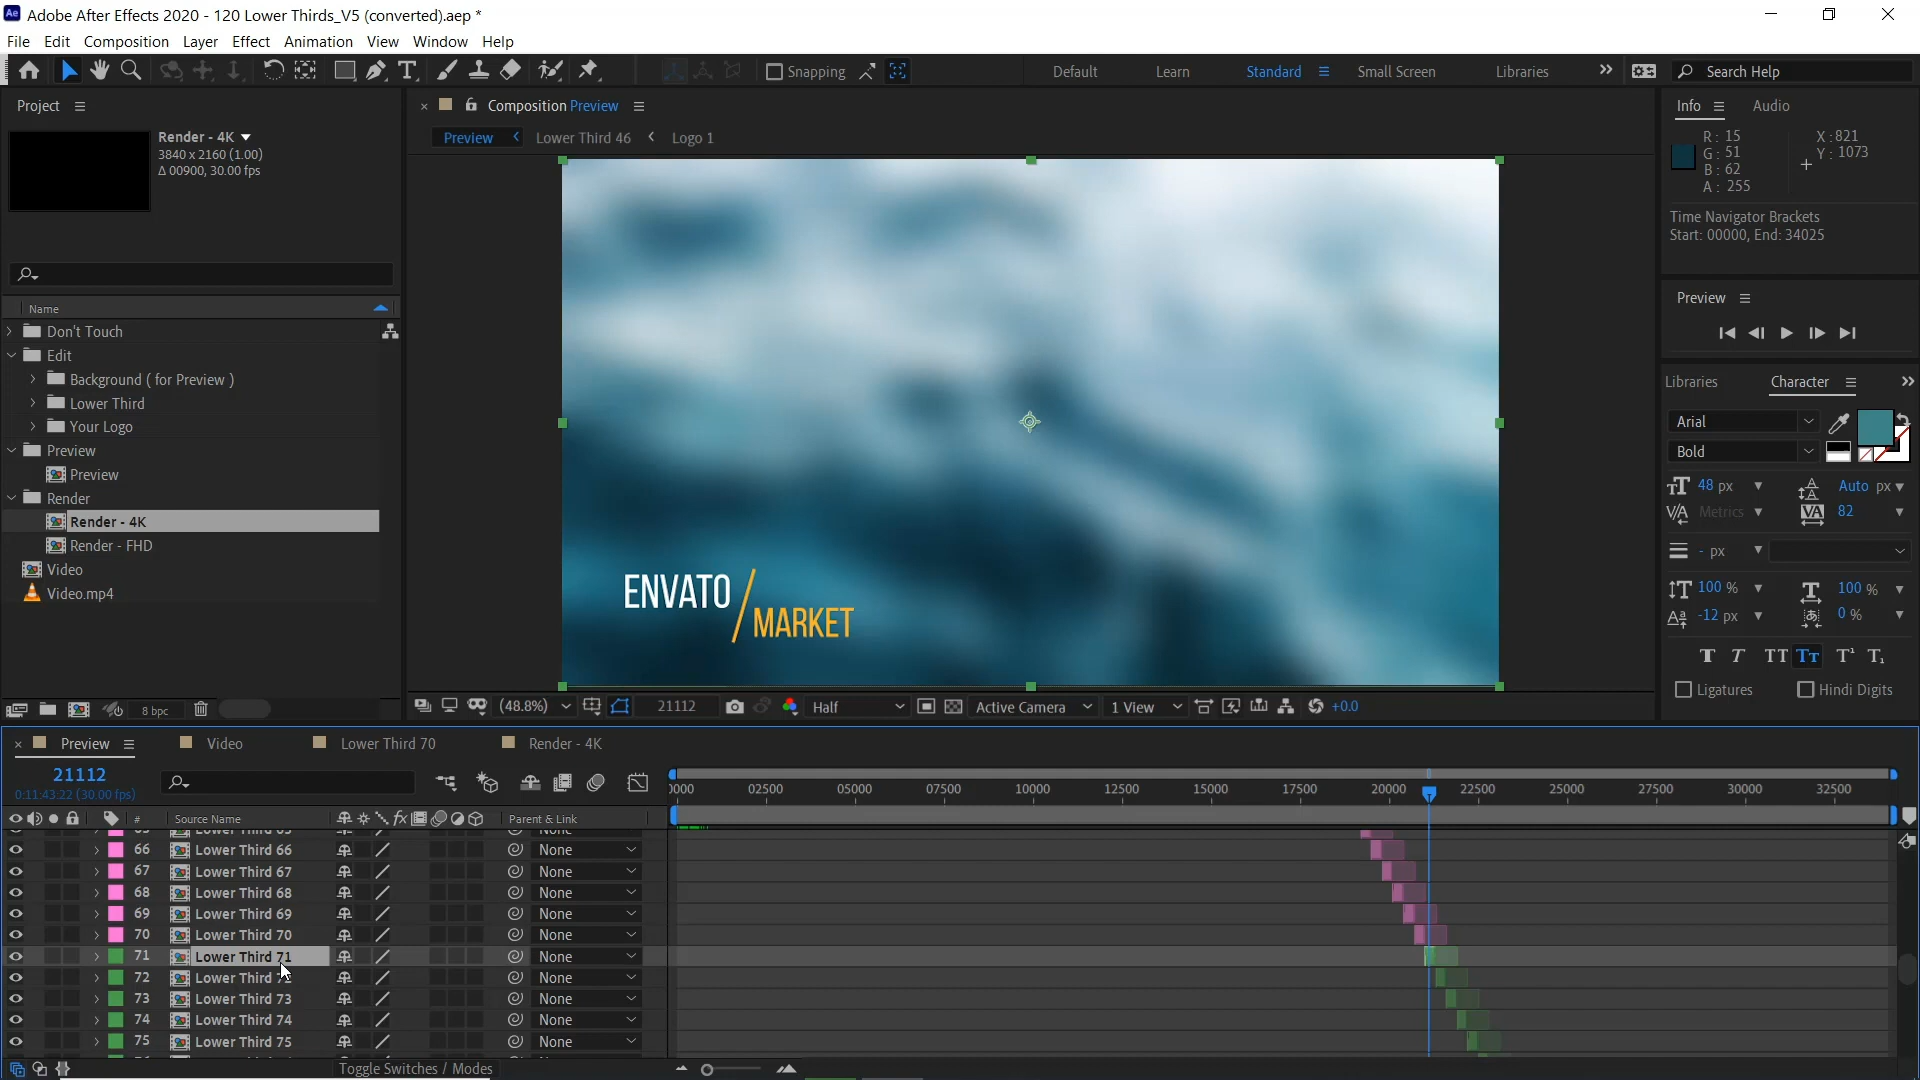 Adobe After Effects 2020 - 120 Lower Thirds_V5 (converted).aep *
File Edit Composition Layer Effect Animation View Window Help
Snapping Default Learn Standard Small Screen Libraries Search Help
Project
Render - 4K
3840 x 2160 (1.00)
Δ 00900, 30.00 fps
Name
Don't Touch
Edit
Background ( for Preview )
Lower Third
Your Logo
Preview
Preview
Render
Render - 4K
Render - FHD
Video
Video.mp4
8 bpc
Composition Preview
Preview Lower Third 46 Logo 1
ENVATO
MARKET
(48.8%) 21112 Half Active Camera 1 View +0.0
Info Audio
R: 15 X: 821
G: 51 Y: 1073
B: 62
A: 255
Time Navigator Brackets
Start: 00000, End: 34025
Preview
Libraries Character
Arial
Bold
48 px Auto px
Metrics 82
- px
100 % 100 %
-12 px 0 %
Ligatures Hindi Digits
Preview Video Lower Third 70 Render - 4K
21112
0:11:43:22 (30.00 fps)
0000 02500 05000 07500 10000 12500 15000 17500 20000 22500 25000 27500 30000 32500
# Source Name Parent & Link
66 Lower Third 66 None
67 Lower Third 67 None
68 Lower Third 68 None
69 Lower Third 69 None
70 Lower Third 70 None
71 Lower Third 71 None
72 Lower Third 72 None
73 Lower Third 73 None
74 Lower Third 74 None
75 Lower Third 75 None
Toggle Switches / Modes